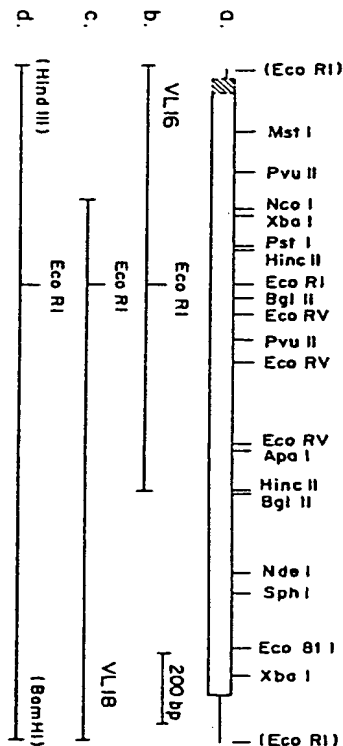 a.
(Eco RI)
Mst I
Pvu II
Nco I
Xba I
Pst I
Hinc II
Eco RI
Bgl II
Eco RV
Pvu II
Eco RV
Eco RV
Apa I
Hinc II
Bgl II
Nde I
Sph I
Eco 81 I
Xba I
(Eco RI)
b.
VL16
Eco RI
200 bp
c.
Eco RI
VL18
d.
(Hind III)
Eco RI
(BamHI)